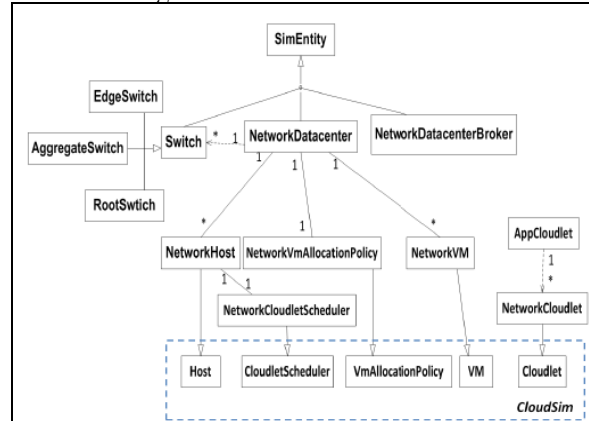 SimEntity
EdgeSwitch
AggregateSwitch
Switch
* 1
NetworkDatacenter
NetworkDatacenterBroker
RootSwtich
1 1 1
* 1 *
NetworkHost
NetworkVmAllocationPolicy
NetworkVM
AppCloudlet
1
*
1 1
NetworkCloudletScheduler
NetworkCloudlet
Host
CloudletScheduler
VmAllocationPolicy
VM
Cloudlet
CloudSim